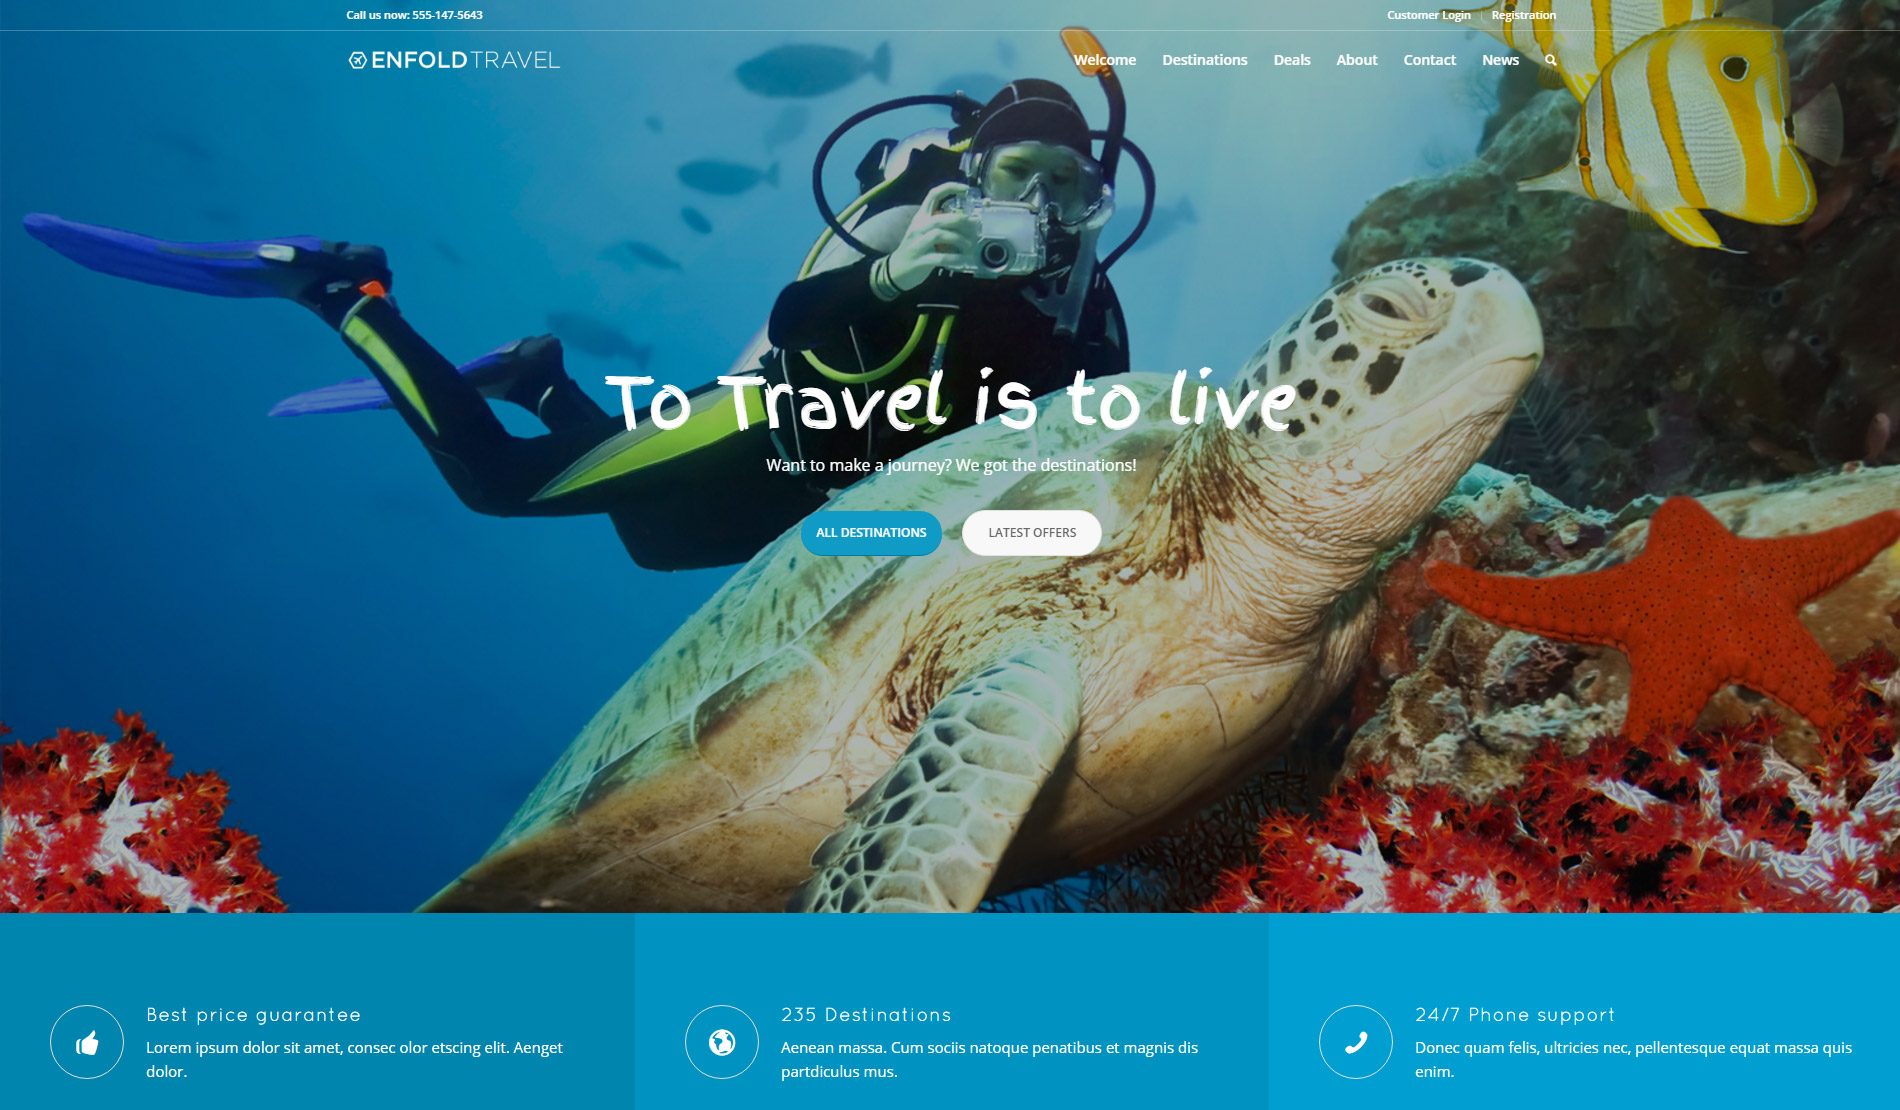 Call us now: 555-147-5643
Customer Login
Registration
ENFOLD TRAVEL
Welcome
Destinations
Deals
About
Contact
News
To Travel is to live
Want to make a journey? We got the destinations!
ALL DESTINATIONS
LATEST OFFERS
Best price guarantee
Lorem ipsum dolor sit amet, consec olor etscing elit. Aenget
dolor.
235 Destinations
Aenean massa. Cum sociis natoque penatibus et magnis dis
partdiculus mus.
24/7 Phone support
Donec quam felis, ultricies nec, pellentesque equat massa quis
enim.